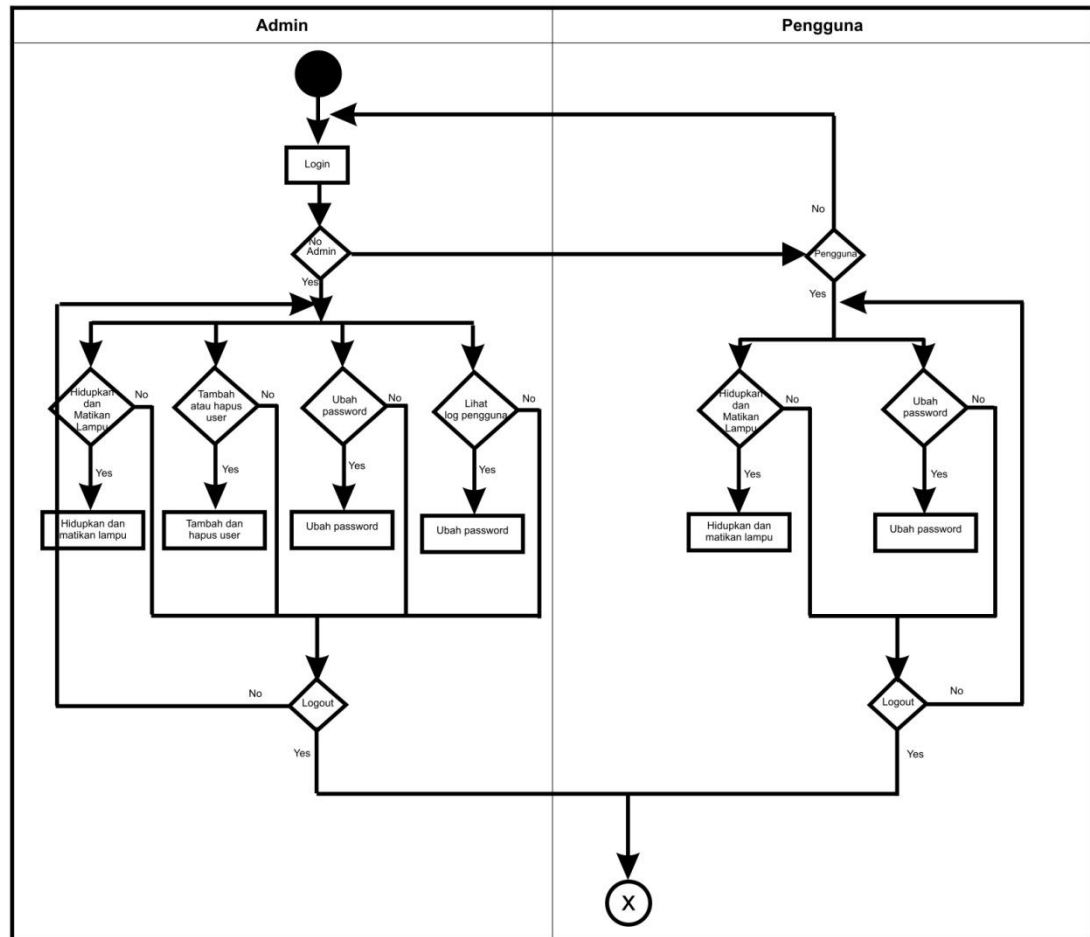 Admin
Pengguna
Login
No
No
Admin
Pengguna
Yes
Yes
Hidupkan
dan
Matikan
Lampu
No
Tambah
atau hapus
user
No
Ubah
password
No
Lihat
log pengguna
No
Hidupkan
dan
Matikan
Lampu
No
Ubah
password
No
Yes
Yes
Yes
Yes
Yes
Yes
Hidupkan dan
matikan lampu
Tambah dan
hapus user
Ubah password
Ubah password
Hidupkan dan
matikan lampu
Ubah password
No
Logout
Logout
No
Yes
Yes
X